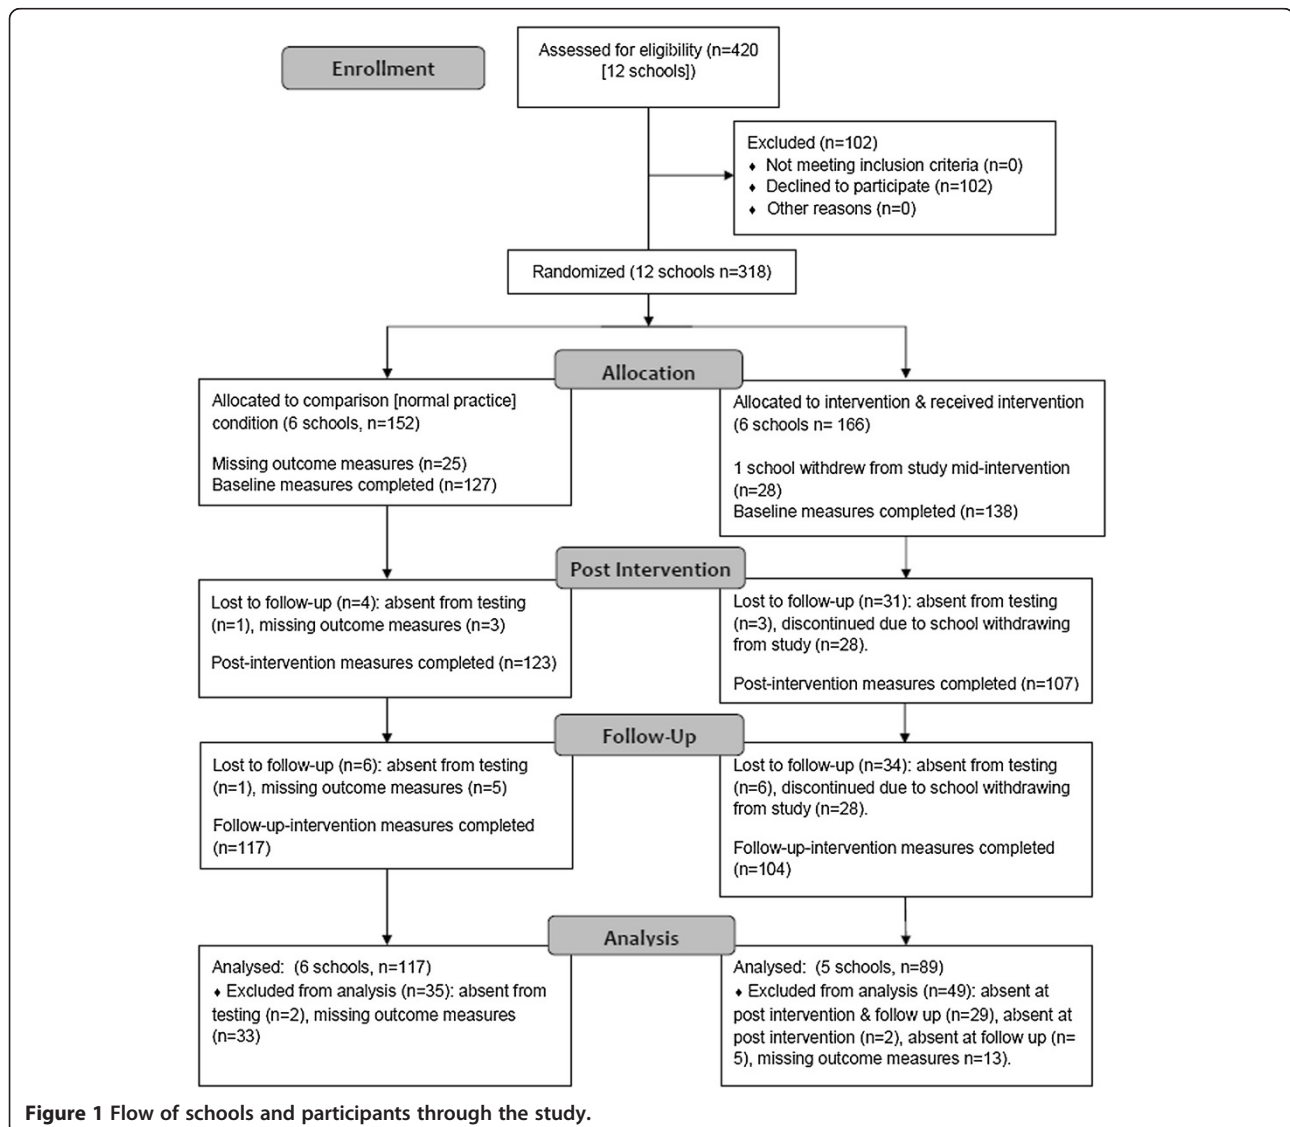 Enrollment
Assessed for eligibility (n=420
[12 schools])
Excluded (n=102)
♦ Not meeting inclusion criteria (n=0)
♦ Declined to participate (n=102)
♦ Other reasons (n=0)
Randomized (12 schools n=318)
Allocation
Allocated to comparison [normal practice]
condition (6 schools, n=152)
Missing outcome measures (n=25)
Baseline measures completed (n=127)
Allocated to intervention & received intervention
(6 schools n= 166)
1 school withdrew from study mid-intervention
(n=28)
Baseline measures completed (n=138)
Post Intervention
Lost to follow-up (n=4): absent from testing
(n=1), missing outcome measures (n=3)
Post-intervention measures completed (n=123)
Lost to follow-up (n=31): absent from testing
(n=3), discontinued due to school withdrawing
from study (n=28).
Post-intervention measures completed (n=107)
Follow-Up
Lost to follow-up (n=6): absent from testing
(n=1), missing outcome measures (n=5)
Follow-up-intervention measures completed
(n=117)
Lost to follow-up (n=34): absent from testing
(n=6), discontinued due to school withdrawing
from study (n=28).
Follow-up-intervention measures completed
(n=104)
Analysis
Analysed: (6 schools, n=117)
♦ Excluded from analysis (n=35): absent from
testing (n=2), missing outcome measures
(n=33)
Analysed: (5 schools, n=89)
♦ Excluded from analysis (n=49): absent at
post intervention & follow up (n=29), absent at
post intervention (n=2), absent at follow up (n=
5), missing outcome measures n=13).
Figure 1 Flow of schools and participants through the study.